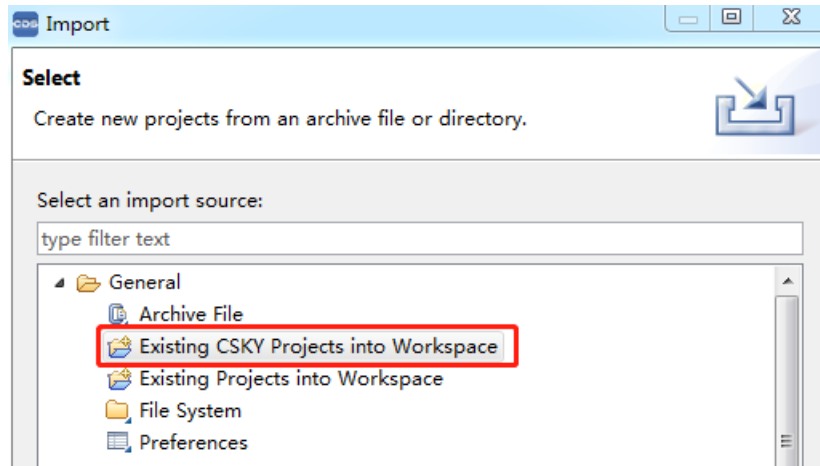 CDS Import
Select
Create new projects from an archive file or directory.
Select an import source:
type filter text
General
Archive File
Existing CSKY Projects into Workspace
Existing Projects into Workspace
File System
Preferences